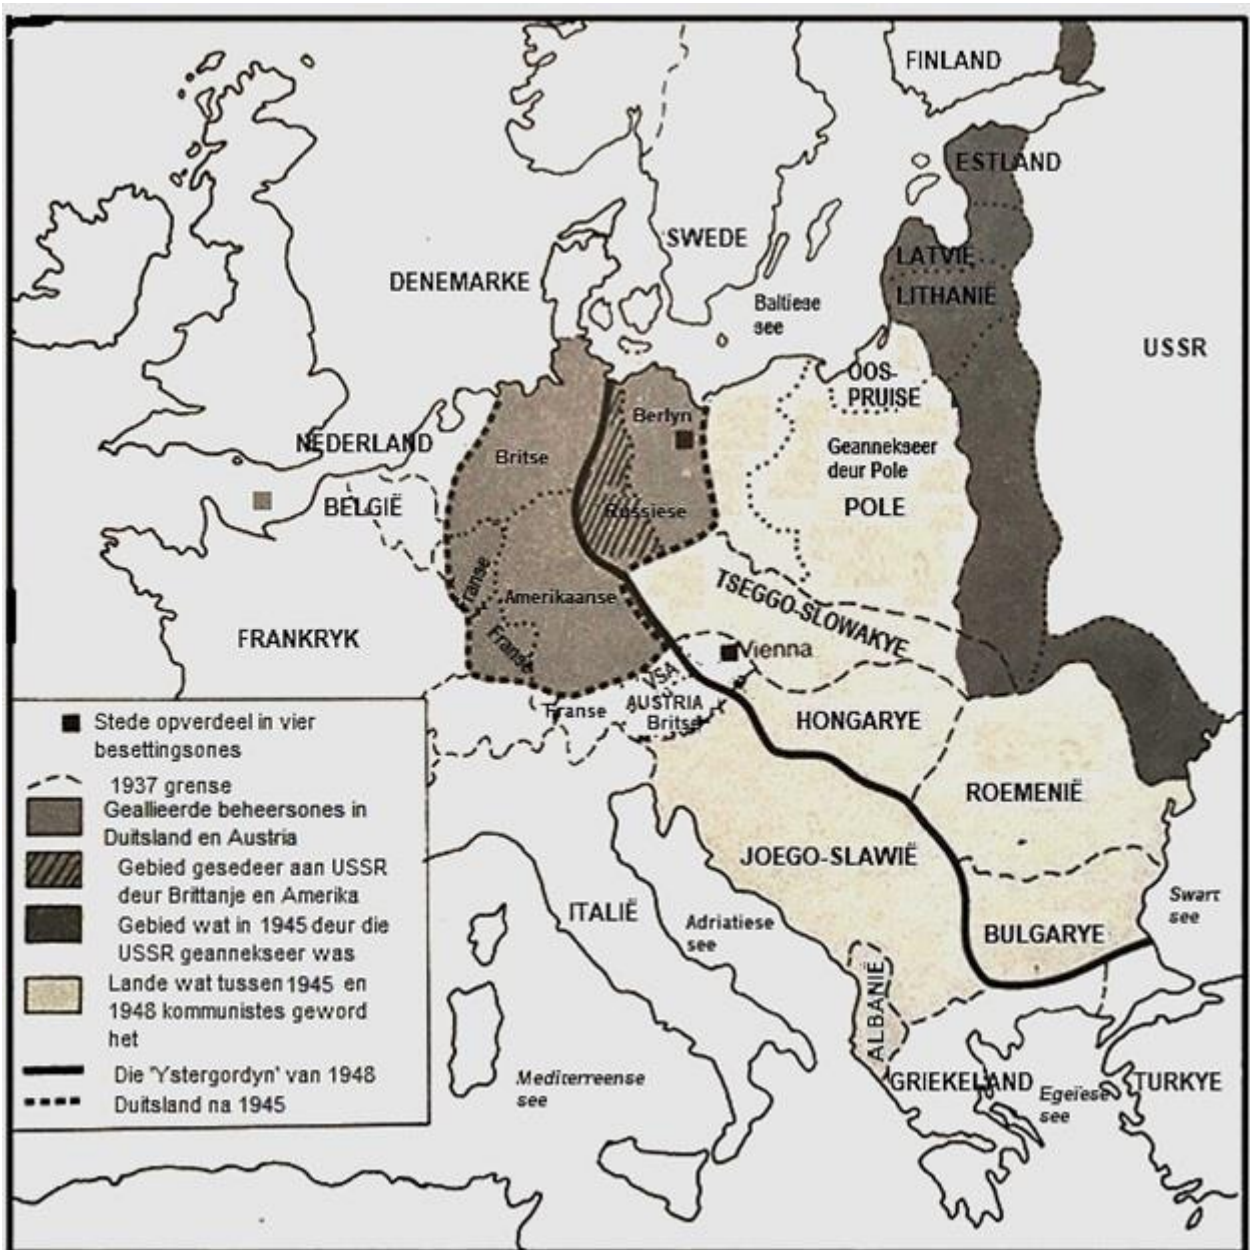 FINLAND
ESTLAND
SWEDE
LATVIE
DENEMARKE
LITHANIË
Baltiese
see
USSR
OOS-
PRUISE
Berlyn
NEDERLAND
Britse
Geannekseer
deur Pole
BELGIË
Russiese
POLE
Franse
Amerikaanse
TSEGGO-SLOWAKYE
FRANKRYK
Franse
Vienna
VSA
AUSTRIA
Franse
Britse
HONGARYE
ROEMENIË
JOEGO-SLAWIË
Swart
see
ITALIË
Adriatiese
see
BULGARYE
ALBANIË
Mediterreense
see
GRIEKELAND
Egeïese
see
TURKYE
Stede opverdeel in vier
besettingsones
1937 grense
Geallieerde beheersones in
Duitsland en Austria
Gebied gesedeer aan USSR
deur Brittanje en Amerika
Gebied wat in 1945 deur die
USSR geannekseer was
Lande wat tussen 1945 en
1948 kommunistes geword
het
Die 'Ystergordyn' van 1948
Duitsland na 1945